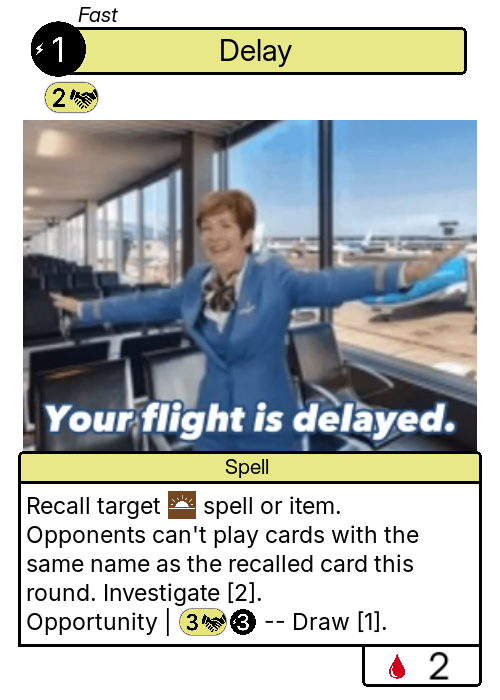 Fast
1
Delay
2
Your flight is delayed.
Spell
Recall target spell or item.
Opponents can't play cards with the
same name as the recalled card this
round. Investigate [2].
Opportunity | 3 3 -- Draw [1].
2